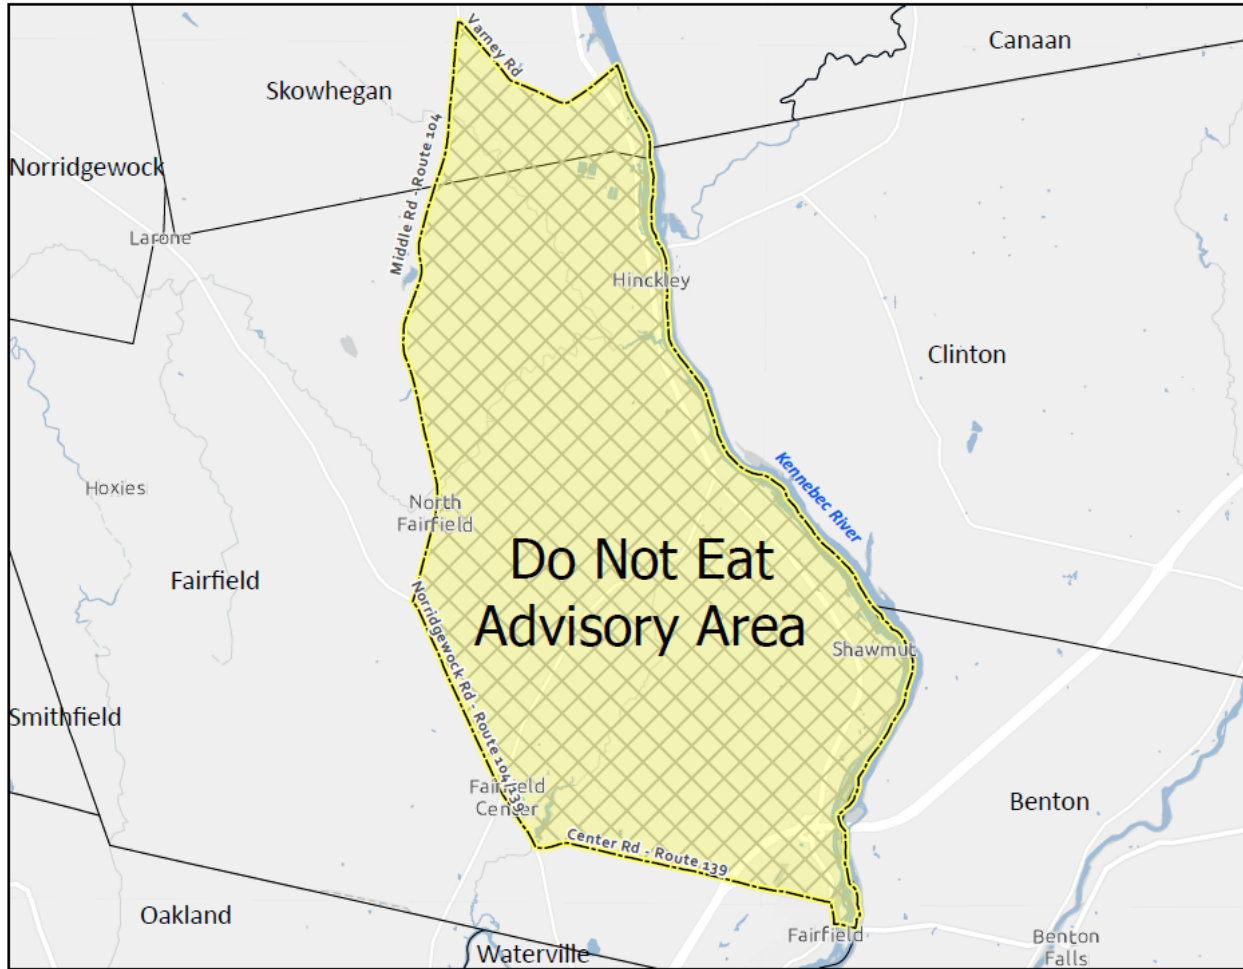 Varney Rd
Canaan
Skowhegan
Middle Rd - Route 104
Norridgewock
Larone
Hinckley
Clinton
Kennebec River
Hoxies
North
Fairfield
Do Not Eat
Advisory Area
Fairfield
Norridgewock Rd - Route 104/139
Shawmut
Smithfield
Fairfield
Center
Benton
Center Rd - Route 139
Oakland
Fairfield
Benton
Falls
Waterville